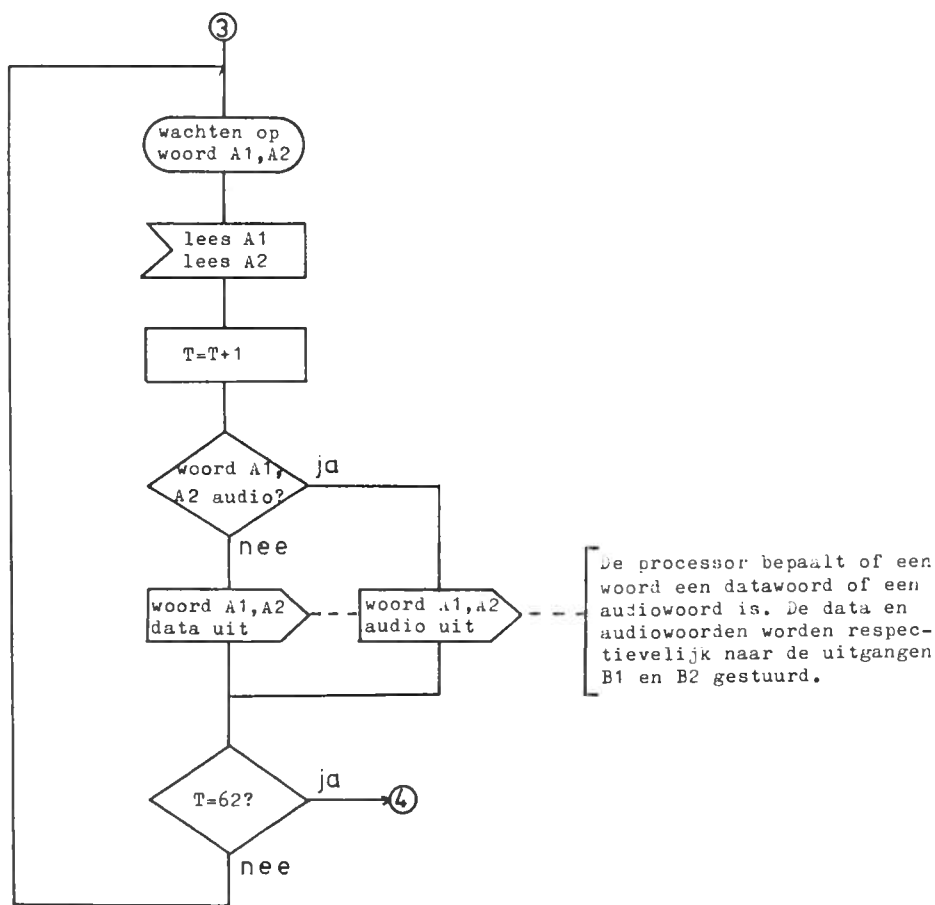 3
wachten op
woord A1,A2
lees A1
lees A2
T=T+1
woord A1,
A2 audio?
ja
nee
woord A1,A2
data uit
woord A1,A2
audio uit
De processor bepaalt of een
woord een datawoord of een
audiowoord is. De data en
audiowoorden worden respec-
tievelijk naar de uitgangen
B1 en B2 gestuurd.
T=62?
ja
4
nee